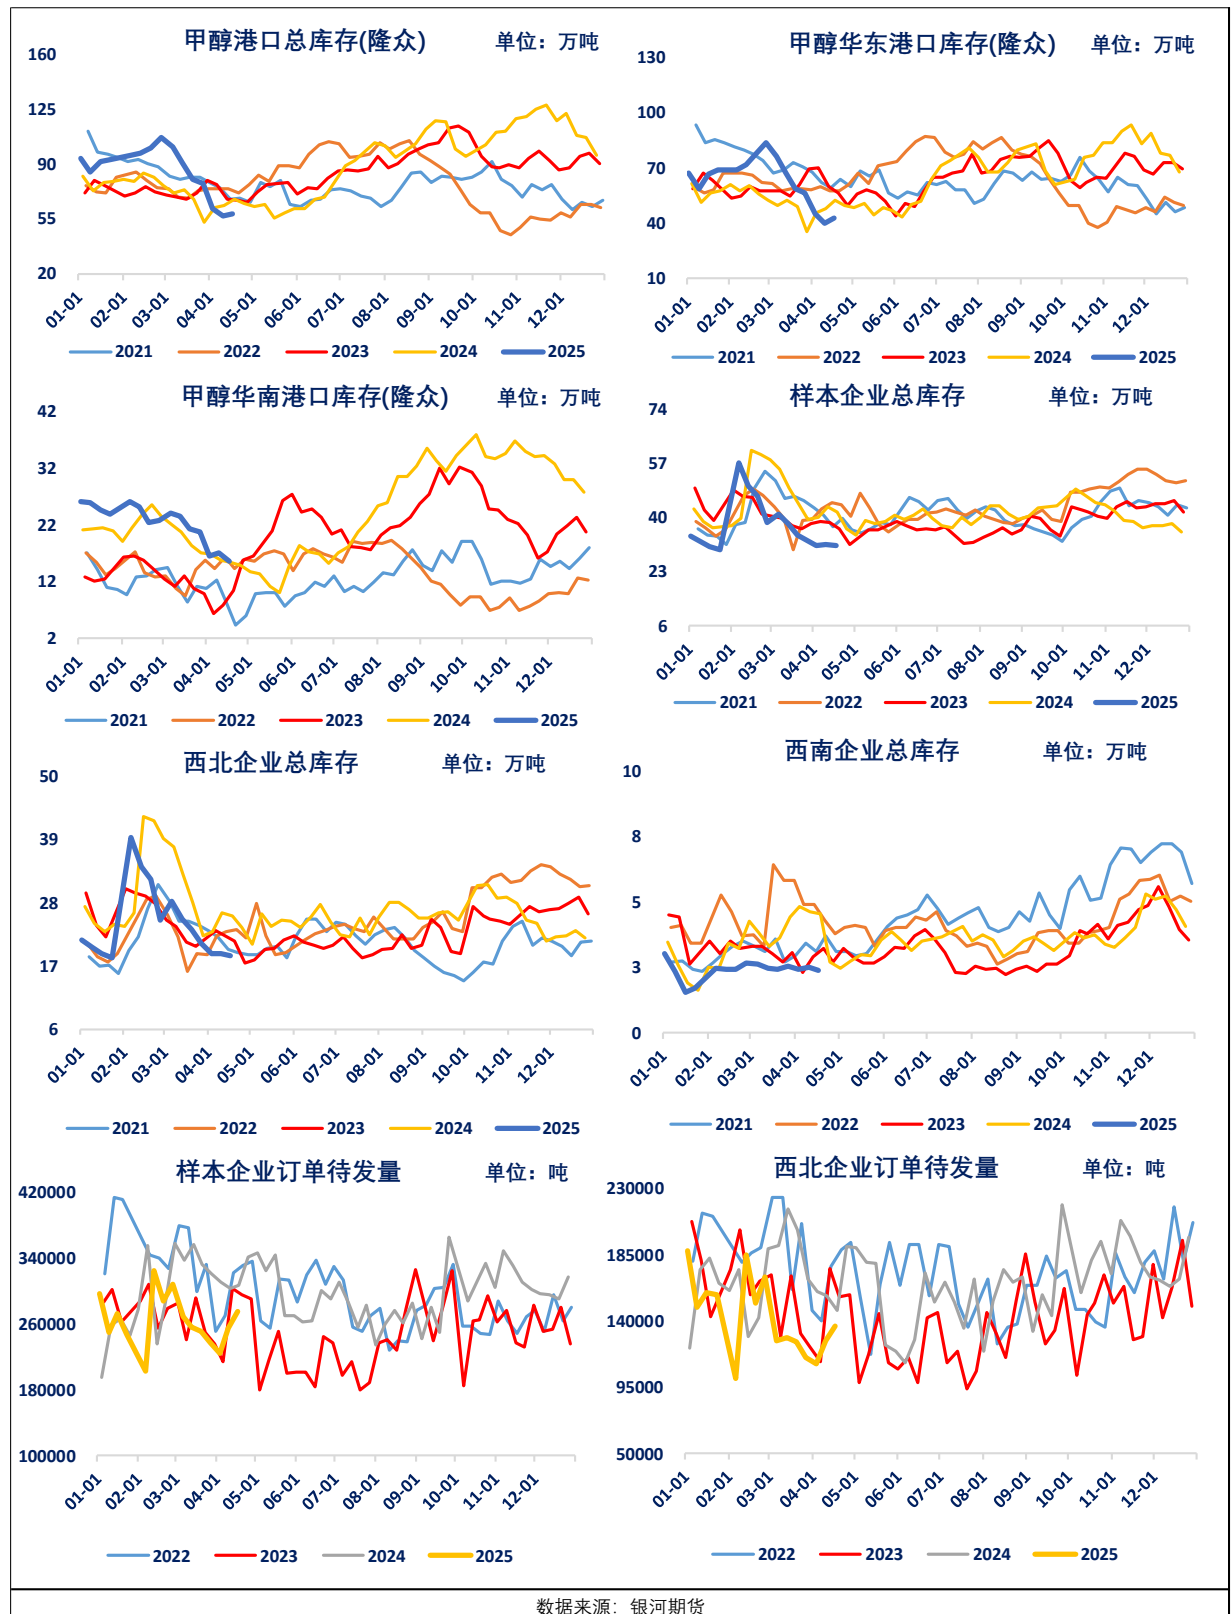 甲醇港口总库存(隆众) 单位：万吨
160
125
90
55
20
01-01 02-01 03-01 04-01 05-01 06-01 07-01 08-01 09-01 10-01 11-01 12-01
2021 2022 2023 2024 2025
甲醇华东港口库存(隆众) 单位：万吨
130
100
70
40
10
01-01 02-01 03-01 04-01 05-01 06-01 07-01 08-01 09-01 10-01 11-01 12-01
2021 2022 2023 2024 2025
甲醇华南港口库存(隆众) 单位：万吨
42
32
22
12
2
01-01 02-01 03-01 04-01 05-01 06-01 07-01 08-01 09-01 10-01 11-01 12-01
2021 2022 2023 2024 2025
样本企业总库存 单位：万吨
74
57
40
23
6
01-01 02-01 03-01 04-01 05-01 06-01 07-01 08-01 09-01 10-01 11-01 12-01
2021 2022 2023 2024 2025
西北企业总库存 单位：万吨
50
39
28
17
6
01-01 02-01 03-01 04-01 05-01 06-01 07-01 08-01 09-01 10-01 11-01 12-01
2021 2022 2023 2024 2025
西南企业总库存 单位：万吨
10
8
5
3
0
01-01 02-01 03-01 04-01 05-01 06-01 07-01 08-01 09-01 10-01 11-01 12-01
2021 2022 2023 2024 2025
样本企业订单待发量 单位：吨
420000
340000
260000
180000
100000
01-01 02-01 03-01 04-01 05-01 06-01 07-01 08-01 09-01 10-01 11-01 12-01
2022 2023 2024 2025
西北企业订单待发量 单位：吨
230000
185000
140000
95000
50000
01-01 02-01 03-01 04-01 05-01 06-01 07-01 08-01 09-01 10-01 11-01 12-01
2022 2023 2024 2025
数据来源：银河期货